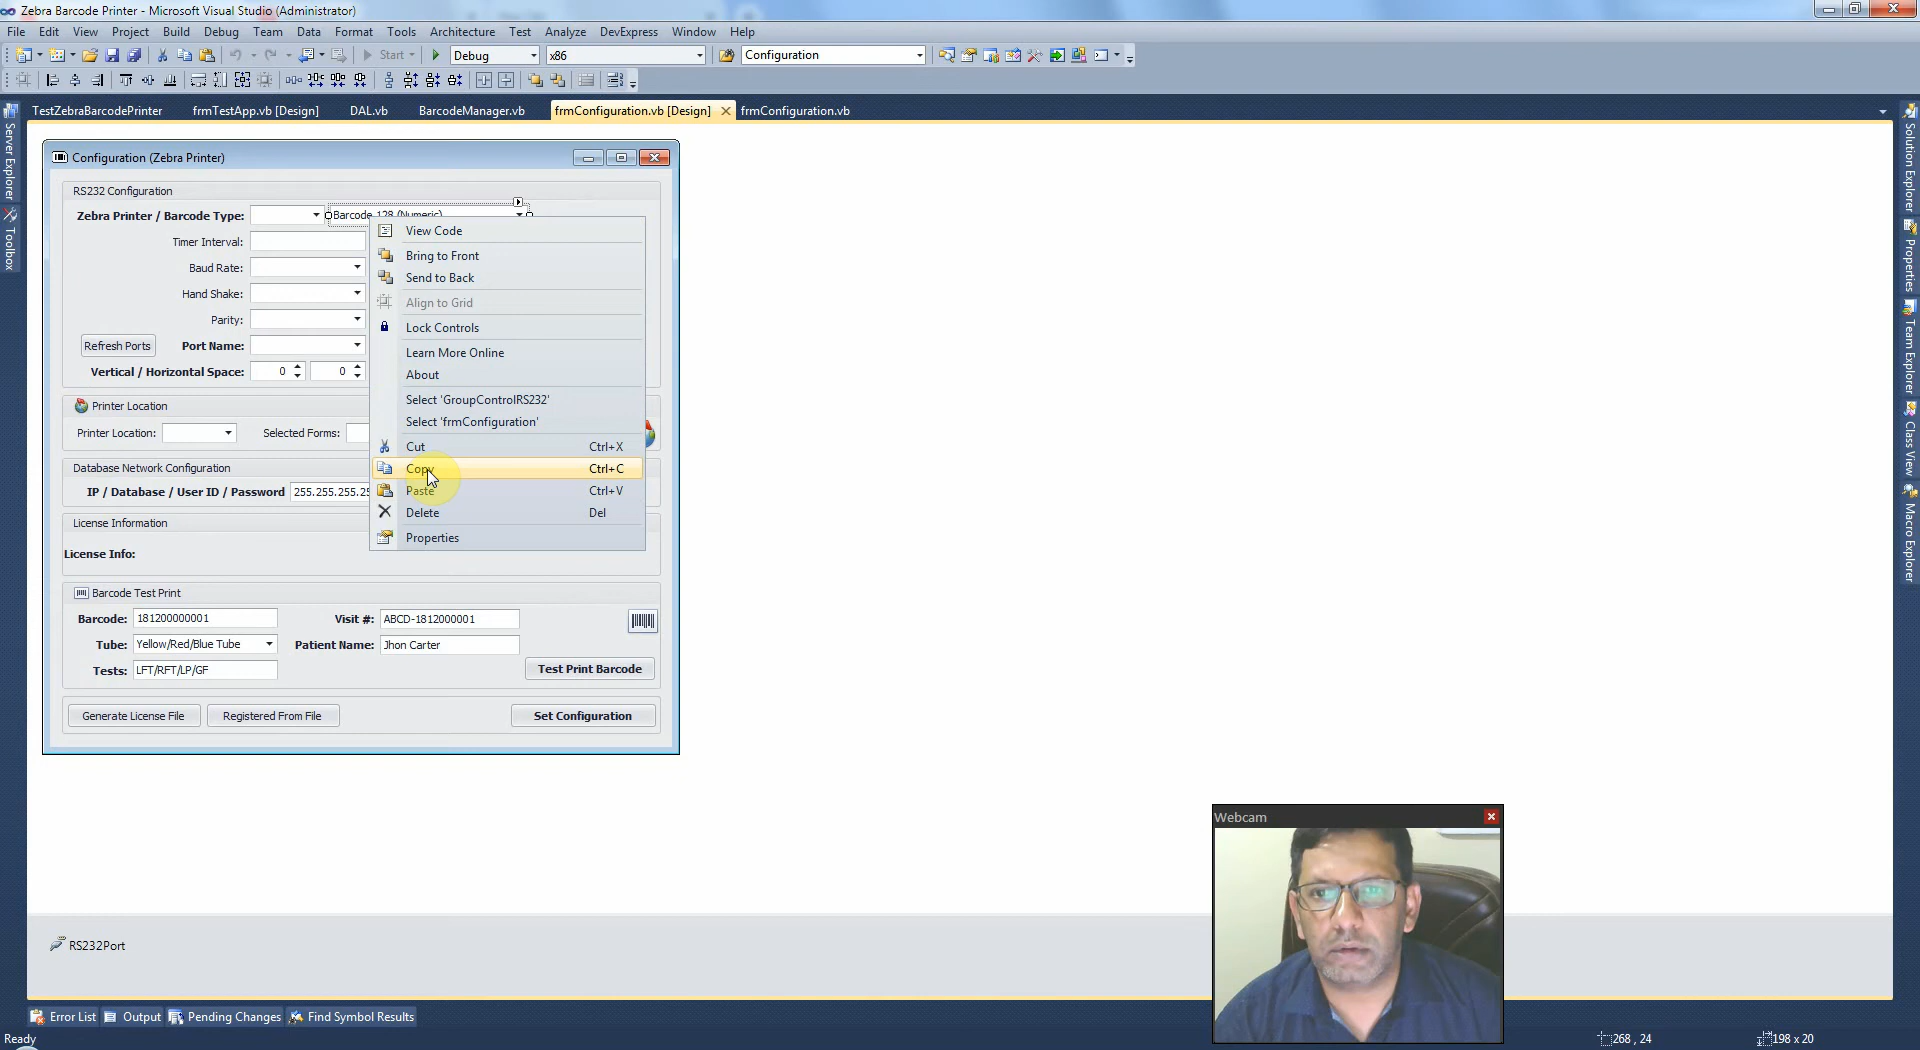 Zebra Barcode Printer - Microsoft Visual Studio (Administrator)
File Edit View Project Build Debug Team Data Format Tools Architecture Test Analyze DevExpress Window Help
Start Debug x86 Configuration
TestZebraBarcodePrinter frmTestApp.vb [Design] DAL.vb BarcodeManager.vb frmConfiguration.vb [Design] frmConfiguration.vb
Server Explorer
Toolbox
Configuration (Zebra Printer)
RS232 Configuration
Zebra Printer / Barcode Type: Barcode 128 (Numeric)
Timer Interval:
Baud Rate:
Hand Shake:
Parity:
Refresh Ports Port Name:
Vertical / Horizontal Space: 0 0
Printer Location
Printer Location: Selected Forms:
Database Network Configuration
IP / Database / User ID / Password 255.255.255.25
License Information
License Info:
Barcode Test Print
Barcode: 181200000001 Visit #: ABCD-1812000001
Tube: Yellow/Red/Blue Tube Patient Name: Jhon Carter
Tests: LFT/RFT/LP/GF Test Print Barcode
Generate License File Registered From File Set Configuration
View Code
Bring to Front
Send to Back
Align to Grid
Lock Controls
Learn More Online
About
Select 'GroupControlRS232'
Select 'frmConfiguration'
Cut Ctrl+X
Copy Ctrl+C
Paste Ctrl+V
Delete Del
Properties
Solution Explorer
Properties
Team Explorer
Class View
Macro Explorer
Webcam
RS232Port
Error List Output Pending Changes Find Symbol Results
Ready 268 , 24 198 x 20